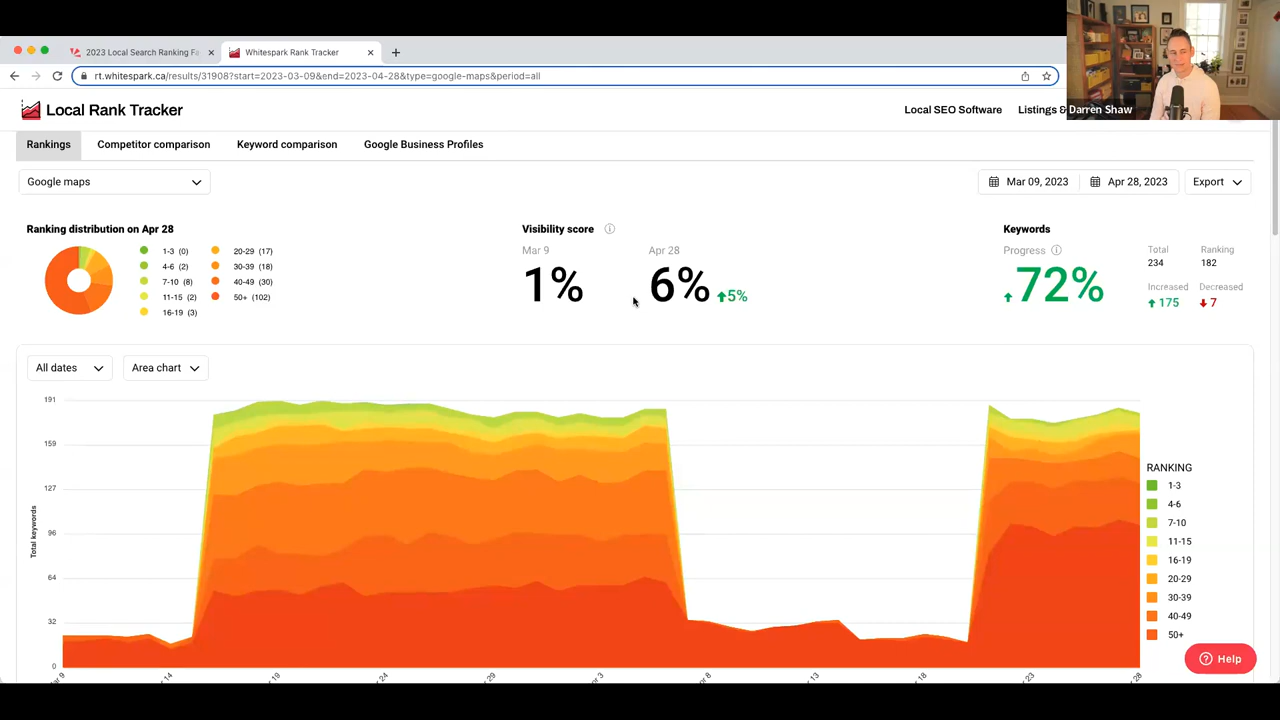 2023 Local Search Ranking Fa
Whitespark Rank Tracker
rt.whitespark.ca/results/31908?start=2023-03-09&end=2023-04-28&type=google-maps&period=all
Darren Shaw
Local Rank Tracker
Local SEO Software
Listings &
Rankings
Competitor comparison
Keyword comparison
Google Business Profiles
Google maps
Mar 09, 2023
Apr 28, 2023
Export
Ranking distribution on Apr 28
1-3 (0)
4-6 (2)
7-10 (8)
11-15 (2)
16-19 (3)
20-29 (17)
30-39 (18)
40-49 (30)
50+ (102)
Visibility score
Mar 9
1%
Apr 28
6%
5%
Keywords
Progress
72%
Total
234
Ranking
182
Increased
175
Decreased
7
All dates
Area chart
191
159
127
96
64
32
0
Total keywords
RANKING
1-3
4-6
7-10
11-15
16-19
20-29
30-39
40-49
50+
Help